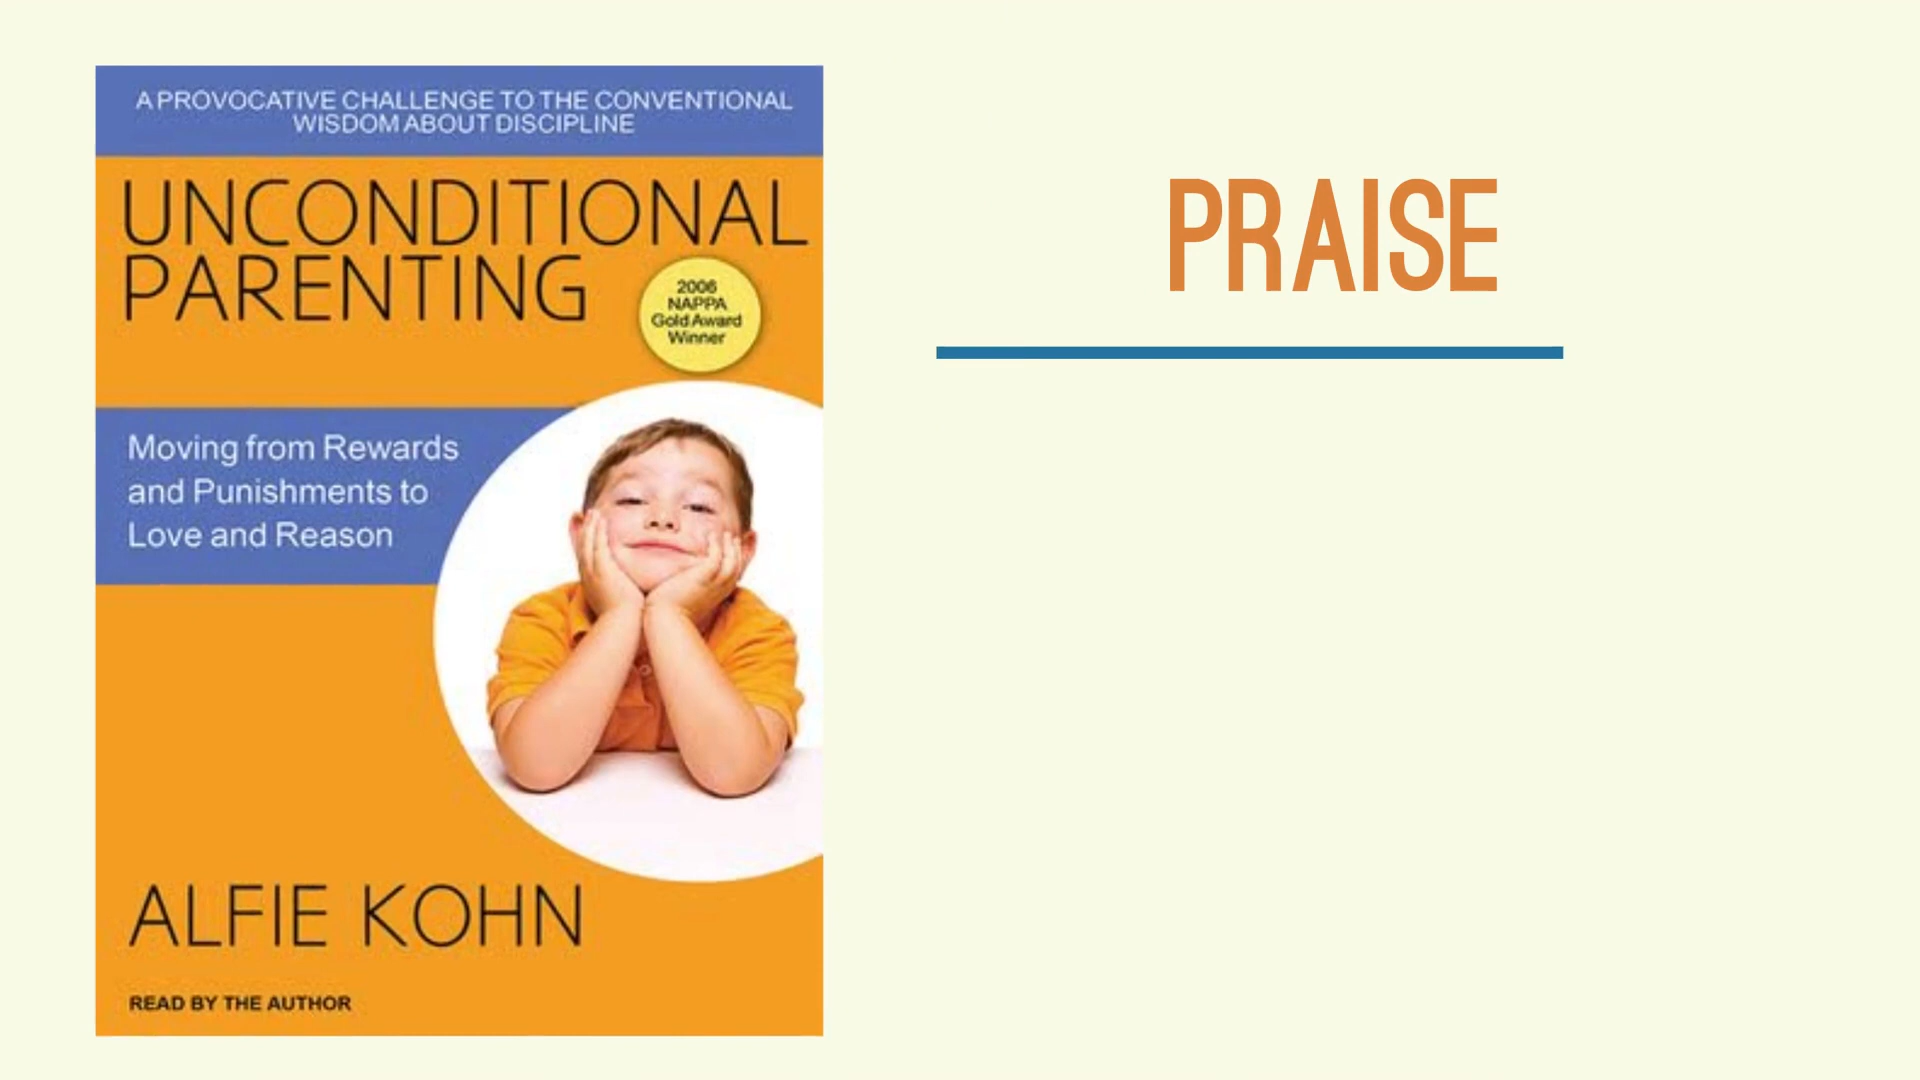 A PROVOCATIVE CHALLENGE TO THE CONVENTIONAL
WISDOM ABOUT DISCIPLINE
UNCONDITIONAL
PARENTING
2006
NAPPA
Gold Award
Winner
Moving from Rewards
and Punishments to
Love and Reason
ALFIE KOHN
READ BY THE AUTHOR
PRAISE